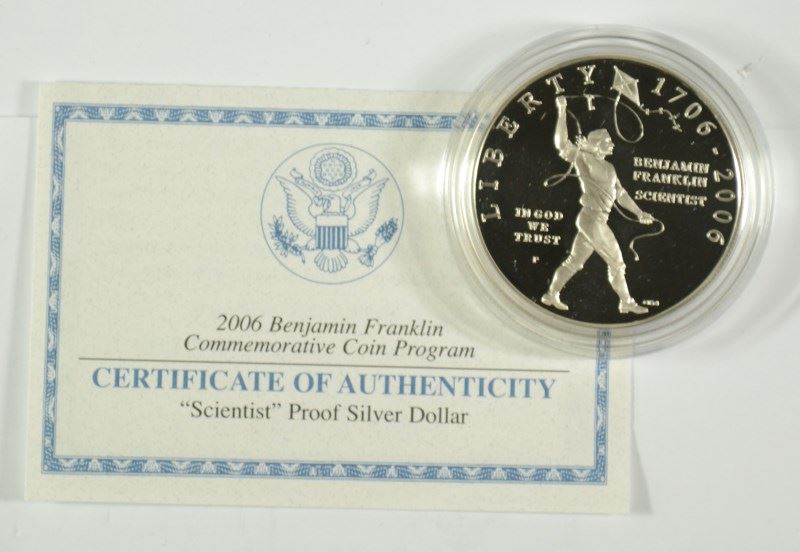 2006 Benjamin Franklin
Commemorative Coin Program
CERTIFICATE OF AUTHENTICITY
"Scientist" Proof Silver Dollar
LIBERTY 1706-2006
BENJAMIN
FRANKLIN
SCIENTIST
IN GOD
WE
TRUST
P